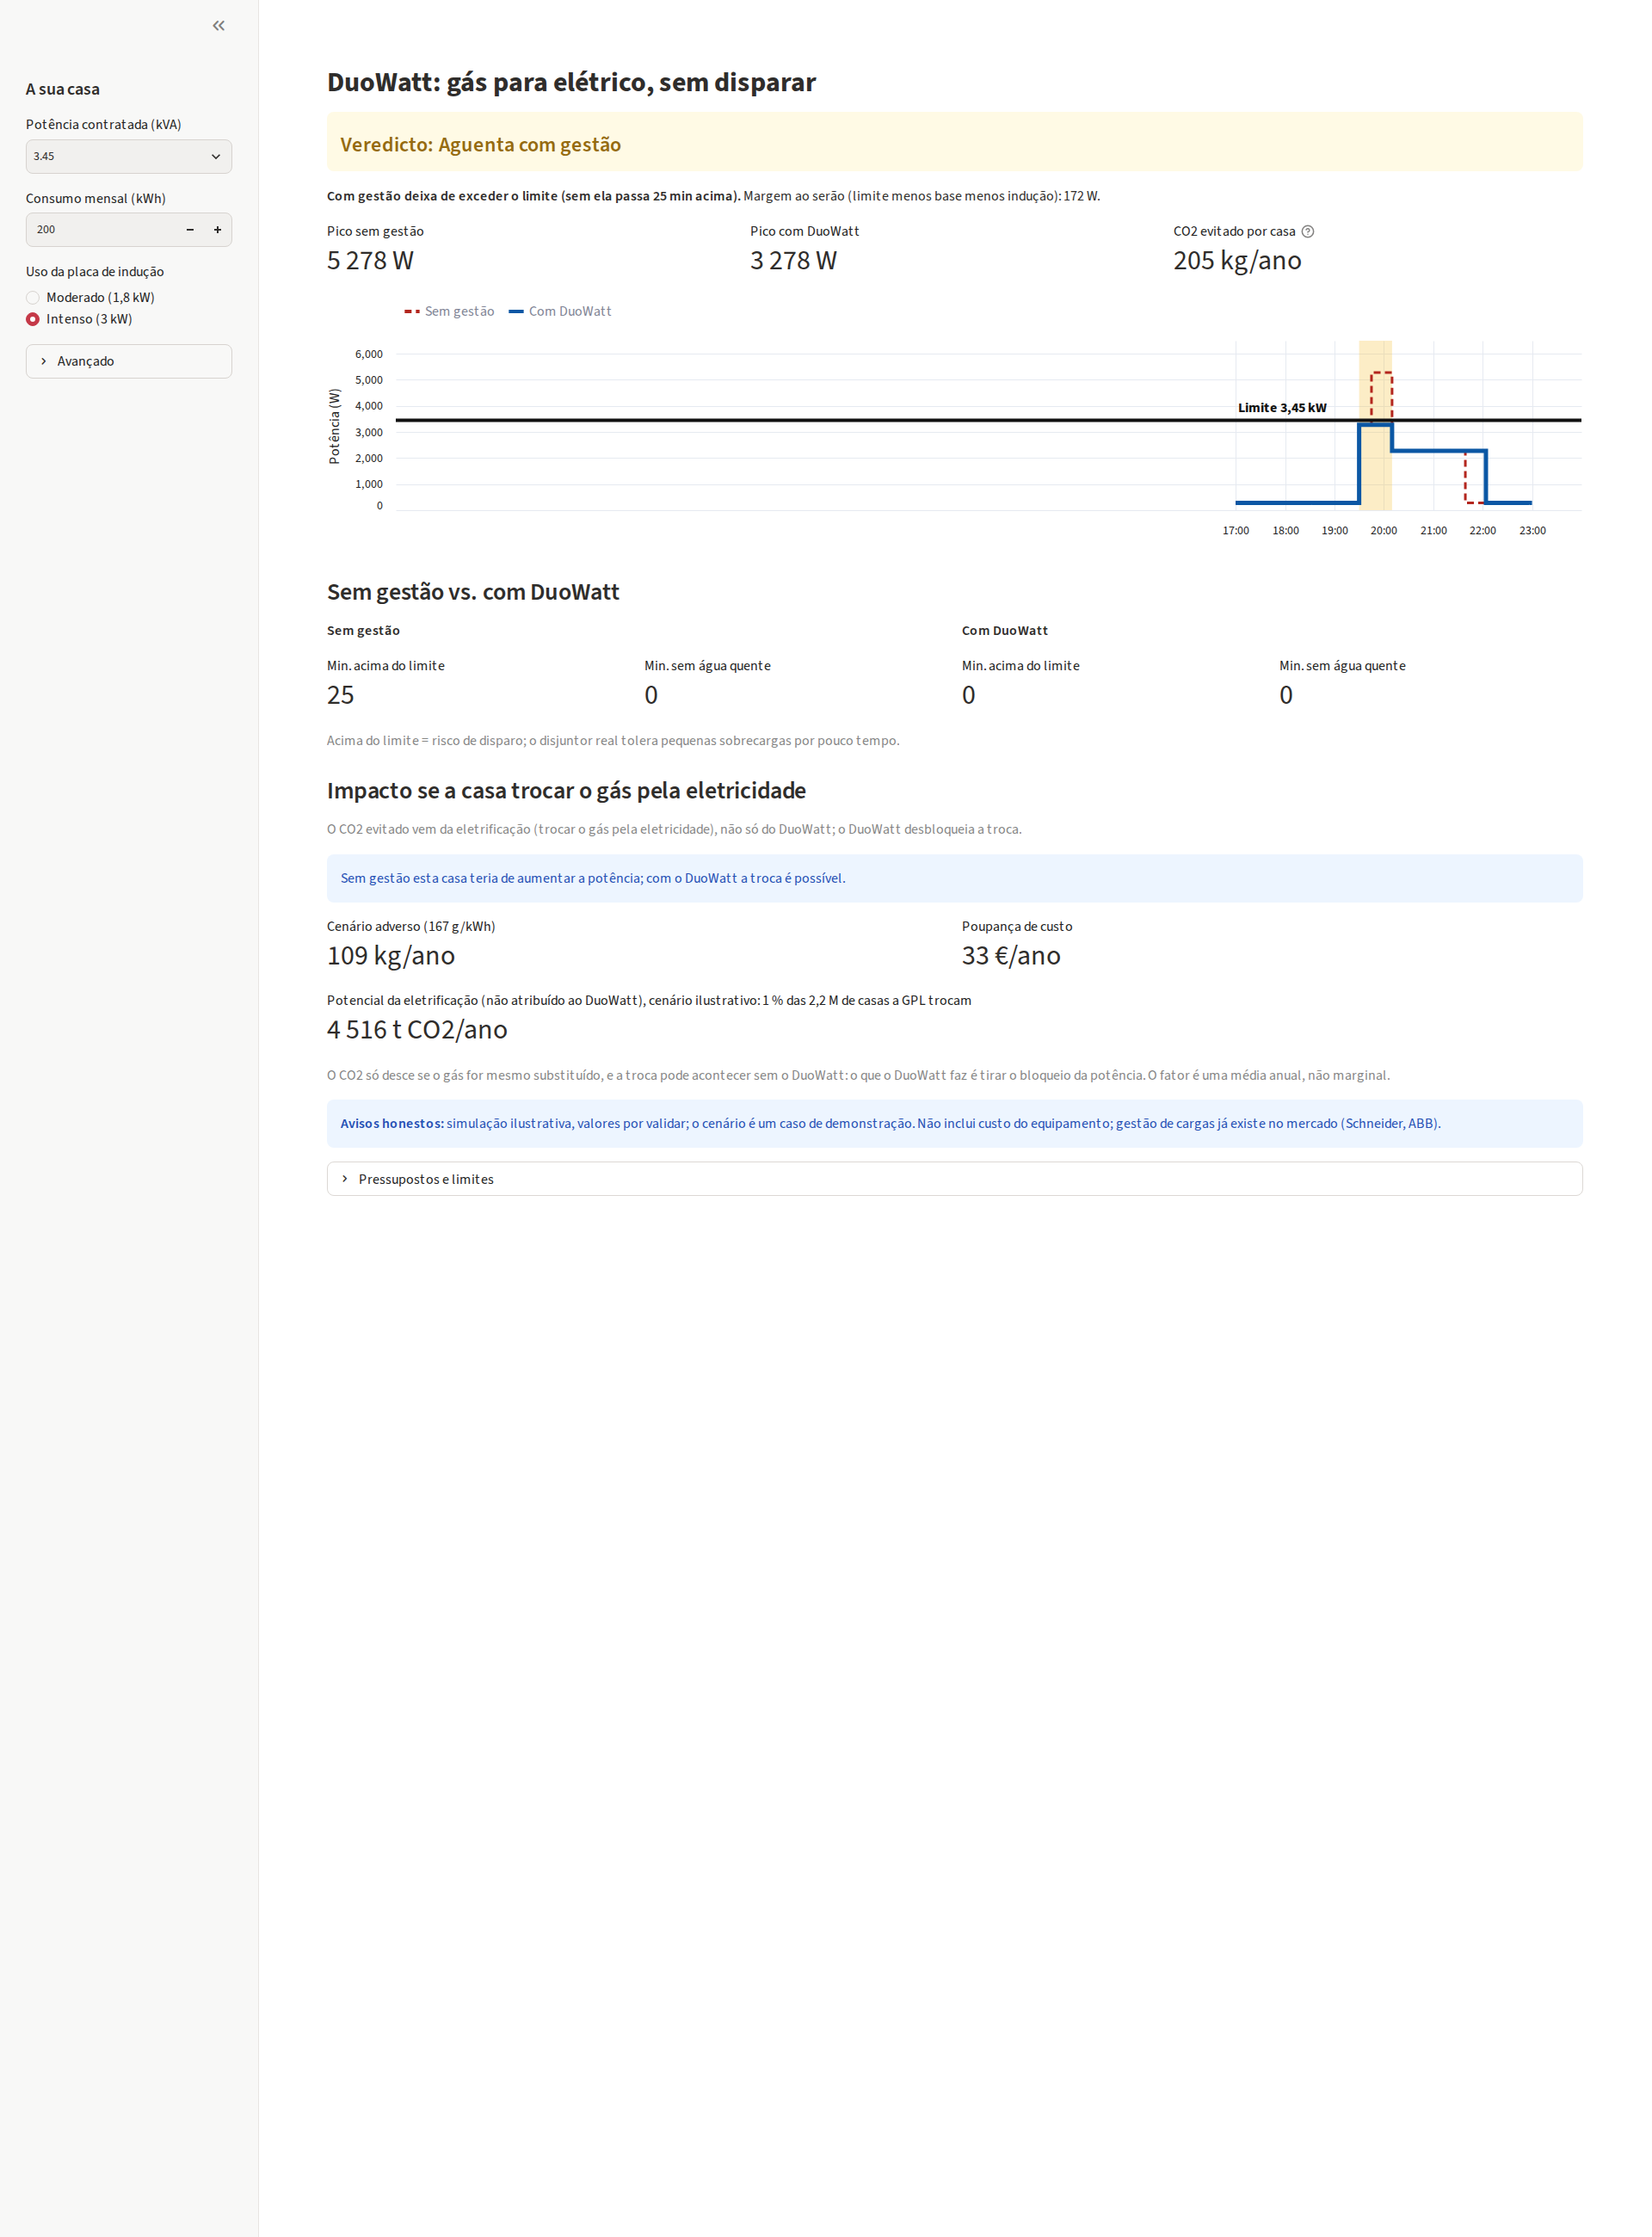 A sua casa
Potência contratada (kVA)
3.45
Consumo mensal (kWh)
200
Uso da placa de indução
Moderado (1,8 kW)
Intenso (3 kW)
Avançado
DuoWatt: gás para elétrico, sem disparar
Veredicto: Aguenta com gestão
Com gestão deixa de exceder o limite (sem ela passa 25 min acima). Margem ao serão (limite menos base menos indução): 172 W.
Pico sem gestão
5 278 W
Pico com DuoWatt
3 278 W
CO2 evitado por casa
205 kg/ano
Sem gestão
Com DuoWatt
Potência (W)
6,000
5,000
4,000
3,000
2,000
1,000
0
Limite 3,45 kW
17:00 18:00 19:00 20:00 21:00 22:00 23:00
Sem gestão vs. com DuoWatt
Sem gestão
Com DuoWatt
Min. acima do limite
25
Min. sem água quente
0
Min. acima do limite
0
Min. sem água quente
0
Acima do limite = risco de disparo; o disjuntor real tolera pequenas sobrecargas por pouco tempo.
Impacto se a casa trocar o gás pela eletricidade
O CO2 evitado vem da eletrificação (trocar o gás pela eletricidade), não só do DuoWatt; o DuoWatt desbloqueia a troca.
Sem gestão esta casa teria de aumentar a potência; com o DuoWatt a troca é possível.
Cenário adverso (167 g/kWh)
109 kg/ano
Poupança de custo
33 €/ano
Potencial da eletrificação (não atribuído ao DuoWatt), cenário ilustrativo: 1 % das 2,2 M de casas a GPL trocam
4 516 t CO2/ano
O CO2 só desce se o gás for mesmo substituído, e a troca pode acontecer sem o DuoWatt: o que o DuoWatt faz é tirar o bloqueio da potência. O fator é uma média anual, não marginal.
Avisos honestos: simulação ilustrativa, valores por validar; o cenário é um caso de demonstração. Não inclui custo do equipamento; gestão de cargas já existe no mercado (Schneider, ABB).
Pressupostos e limites